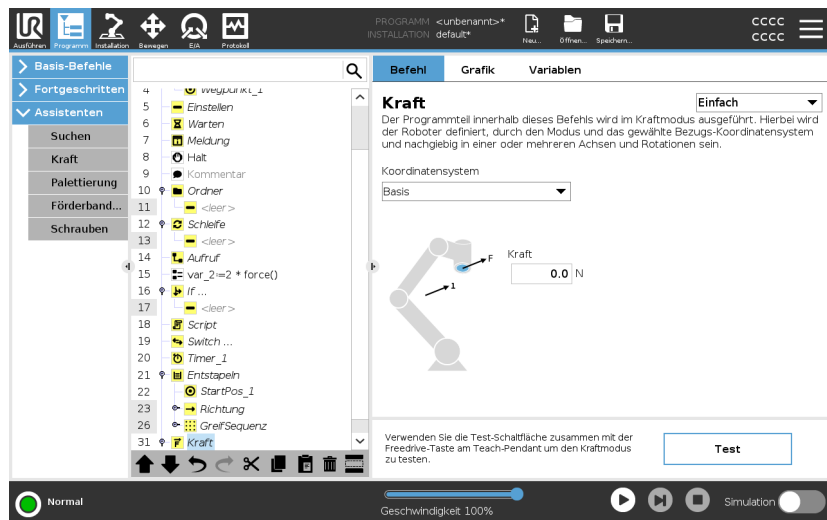 PROGRAMM <unbenannt>*
INSTALLATION default*
Ausführen Programm Installation Bewegen E/A Protokoll
Neu... Öffnen... Speichern...
cccc
cccc
Basis-Befehle
Fortgeschritten
Assistenten
Suchen
Kraft
Palettierung
Förderband...
Schrauben
4 Wegpunkt_1
5 Einstellen
6 Warten
7 Meldung
8 Halt
9 Kommentar
10 Ordner
11 <leer>
12 Schleife
13 <leer>
14 Aufruf
15 var_2≔2 * force()
16 If ...
17 <leer>
18 Script
19 Switch ...
20 Timer_1
21 Entstapeln
22 StartPos_1
23 Richtung
26 GreifSequenz
31 Kraft
Befehl Grafik Variablen
Kraft
Einfach
Der Programmteil innerhalb dieses Befehls wird im Kraftmodus ausgeführt. Hierbei wird
der Roboter definiert, durch den Modus und das gewählte Bezugs-Koordinatensystem
und nachgiebig in einer oder mehreren Achsen und Rotationen sein.
Koordinatensystem
Basis
F
1
Kraft
0.0 N
Verwenden Sie die Test-Schaltfläche zusammen mit der
Freedrive-Taste am Teach-Pendant um den Kraftmodus
zu testen.
Test
Normal
Geschwindigkeit 100%
Simulation